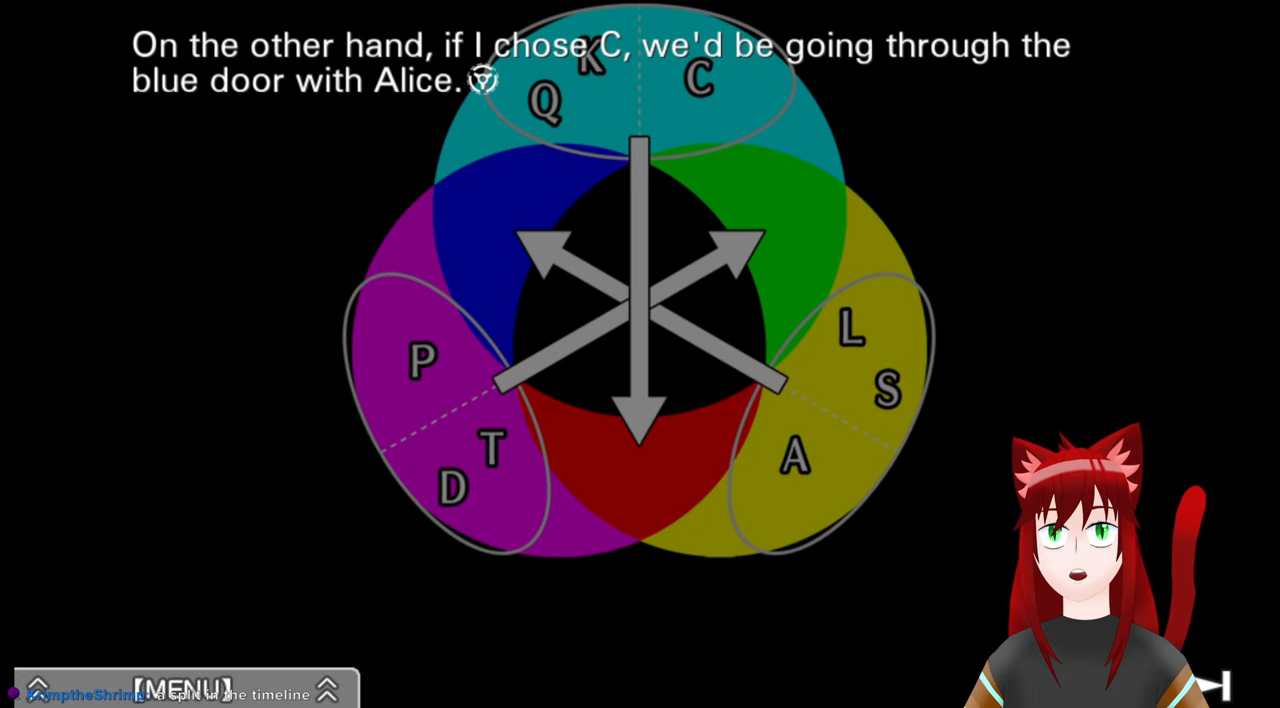 On the other hand, if I chose C, we'd be going through the
blue door with Alice.
K
Q
C
P
T
D
L
S
A
【MENU】
KrimptheShrimp: a split in the timeline